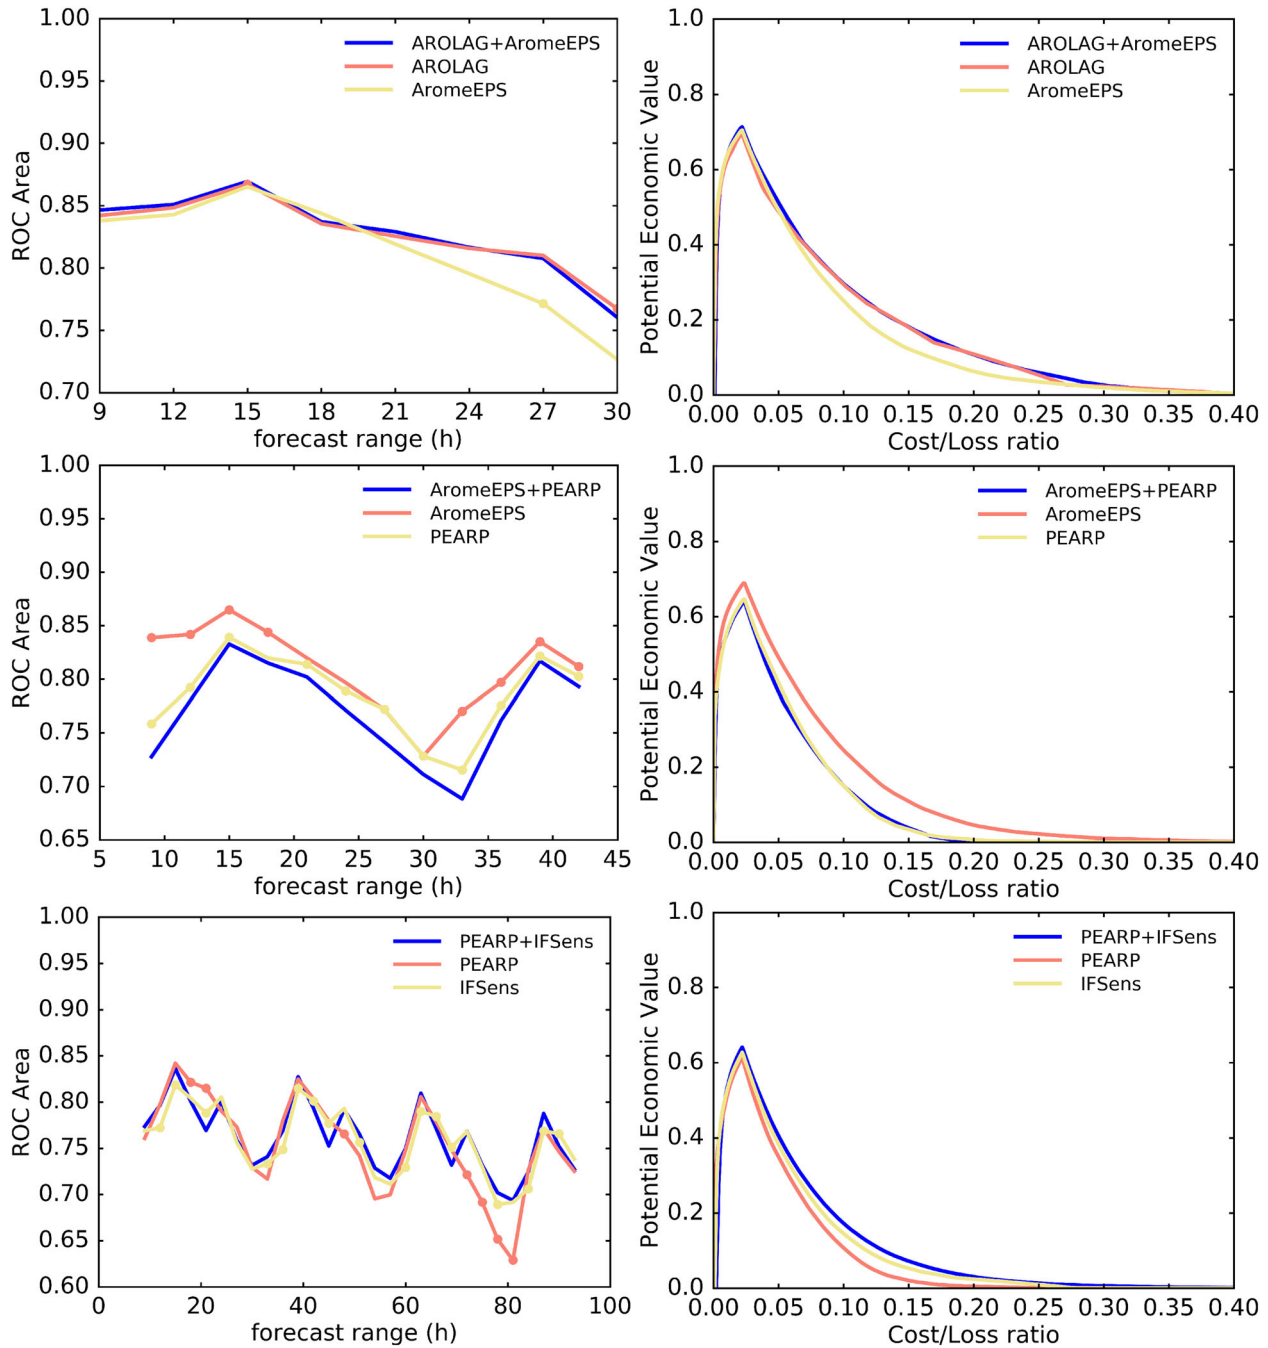 ROC Area
1.00
0.95
0.90
0.85
0.80
0.75
0.70
AROLAG+AromeEPS
AROLAG
AromeEPS
9 12 15 18 21 24 27 30
forecast range (h)
Potential Economic Value
1.0
0.8
0.6
0.4
0.2
0.0
AROLAG+AromeEPS
AROLAG
AromeEPS
0.00 0.05 0.10 0.15 0.20 0.25 0.30 0.35 0.40
Cost/Loss ratio
ROC Area
1.00
0.95
0.90
0.85
0.80
0.75
0.70
0.65
AromeEPS+PEARP
AromeEPS
PEARP
5 10 15 20 25 30 35 40 45
forecast range (h)
Potential Economic Value
1.0
0.8
0.6
0.4
0.2
0.0
AromeEPS+PEARP
AromeEPS
PEARP
0.00 0.05 0.10 0.15 0.20 0.25 0.30 0.35 0.40
Cost/Loss ratio
ROC Area
1.00
0.95
0.90
0.85
0.80
0.75
0.70
0.65
0.60
PEARP+IFSens
PEARP
IFSens
0 20 40 60 80 100
forecast range (h)
Potential Economic Value
1.0
0.8
0.6
0.4
0.2
0.0
PEARP+IFSens
PEARP
IFSens
0.00 0.05 0.10 0.15 0.20 0.25 0.30 0.35 0.40
Cost/Loss ratio